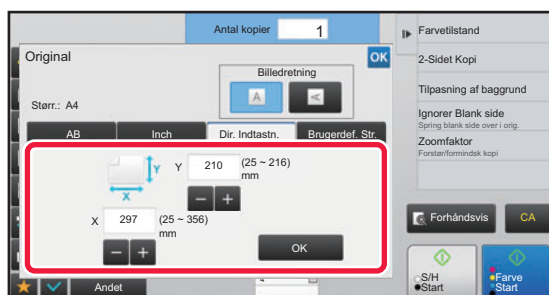 Antal kopier 1
Original
OK
Billedretning
A
A
Størr.: A4
AB
Inch
Dir. Indtastn.
Brugerdef. Str.
Y
X
Y 210 (25 ~ 216)
mm
X 297 (25 ~ 356)
mm
OK
Andet
Farvetilstand
2-Sidet Kopi
Tilpasning af baggrund
Ignorer Blank side
Spring blank side over i orig.
Zoomfaktor
Forstør/formindsk kopi
Forhåndsvis
CA
S/H
Start
Farve
Start